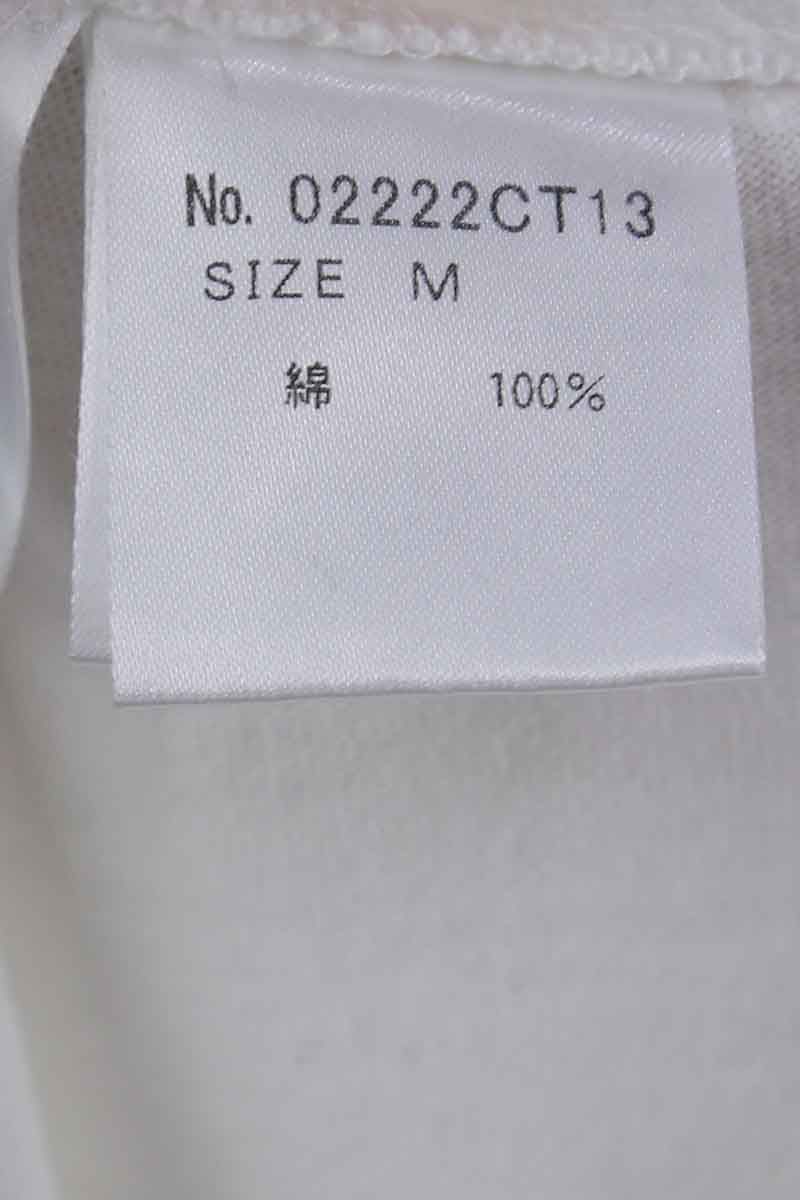 No. 02222CT13
SIZE M
綿 100%